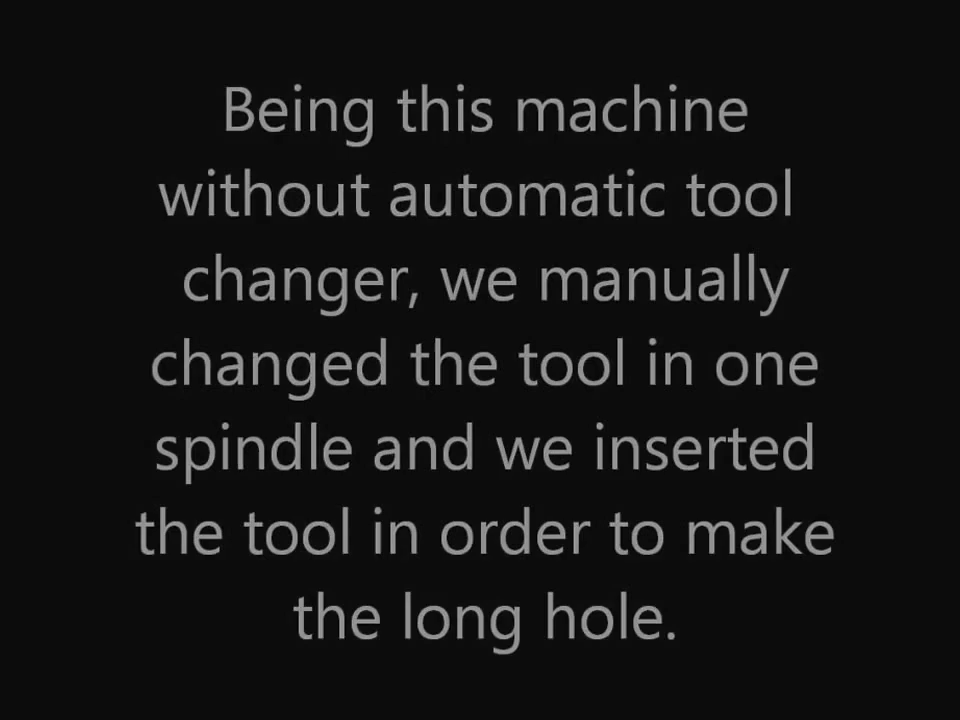 Being this machine
without automatic tool
changer, we manually
changed the tool in one
spindle and we inserted
the tool in order to make
the long hole.